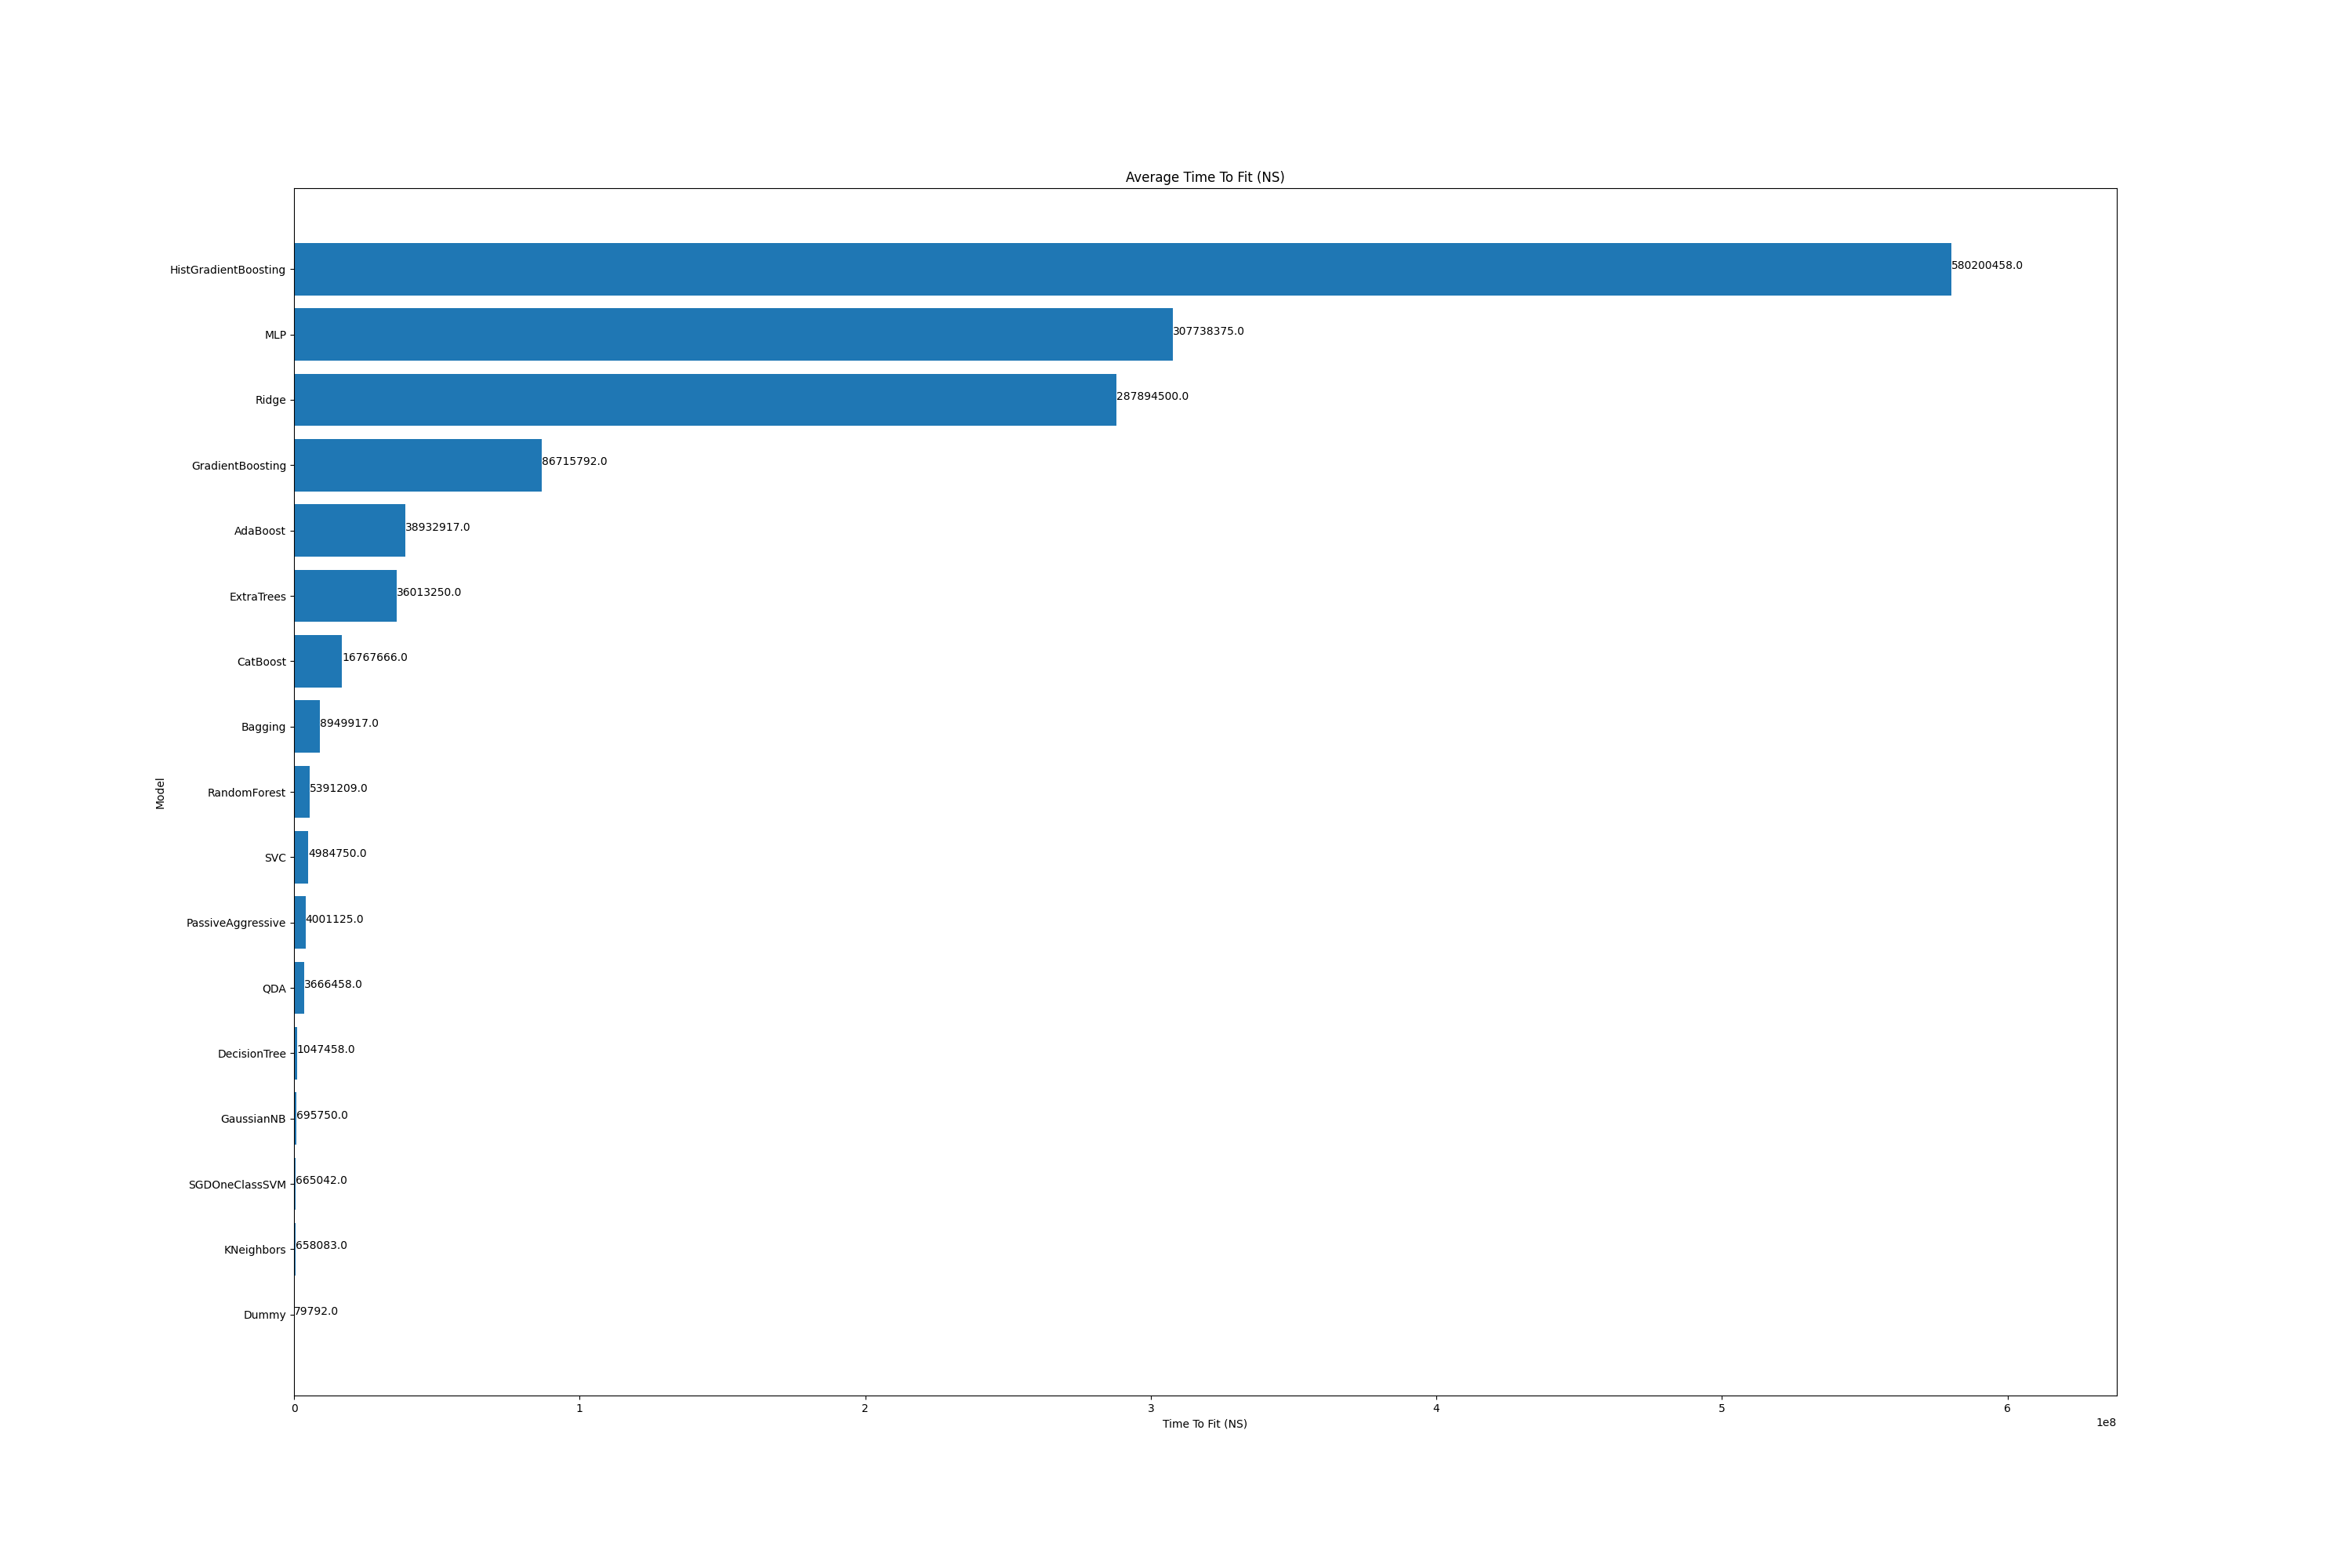 Average Time To Fit (NS)
HistGradientBoosting 580200458.0
MLP 307738375.0
Ridge 287894500.0
GradientBoosting 86715792.0
AdaBoost 38932917.0
ExtraTrees 36013250.0
CatBoost 16767666.0
Bagging 8949917.0
Model
RandomForest 5391209.0
SVC 4984750.0
PassiveAggressive 4001125.0
QDA 3666458.0
DecisionTree 1047458.0
GaussianNB 695750.0
SGDOneClassSVM 665042.0
KNeighbors 658083.0
Dummy 79792.0
0 1 2 3 4 5 6
1e8
Time To Fit (NS)